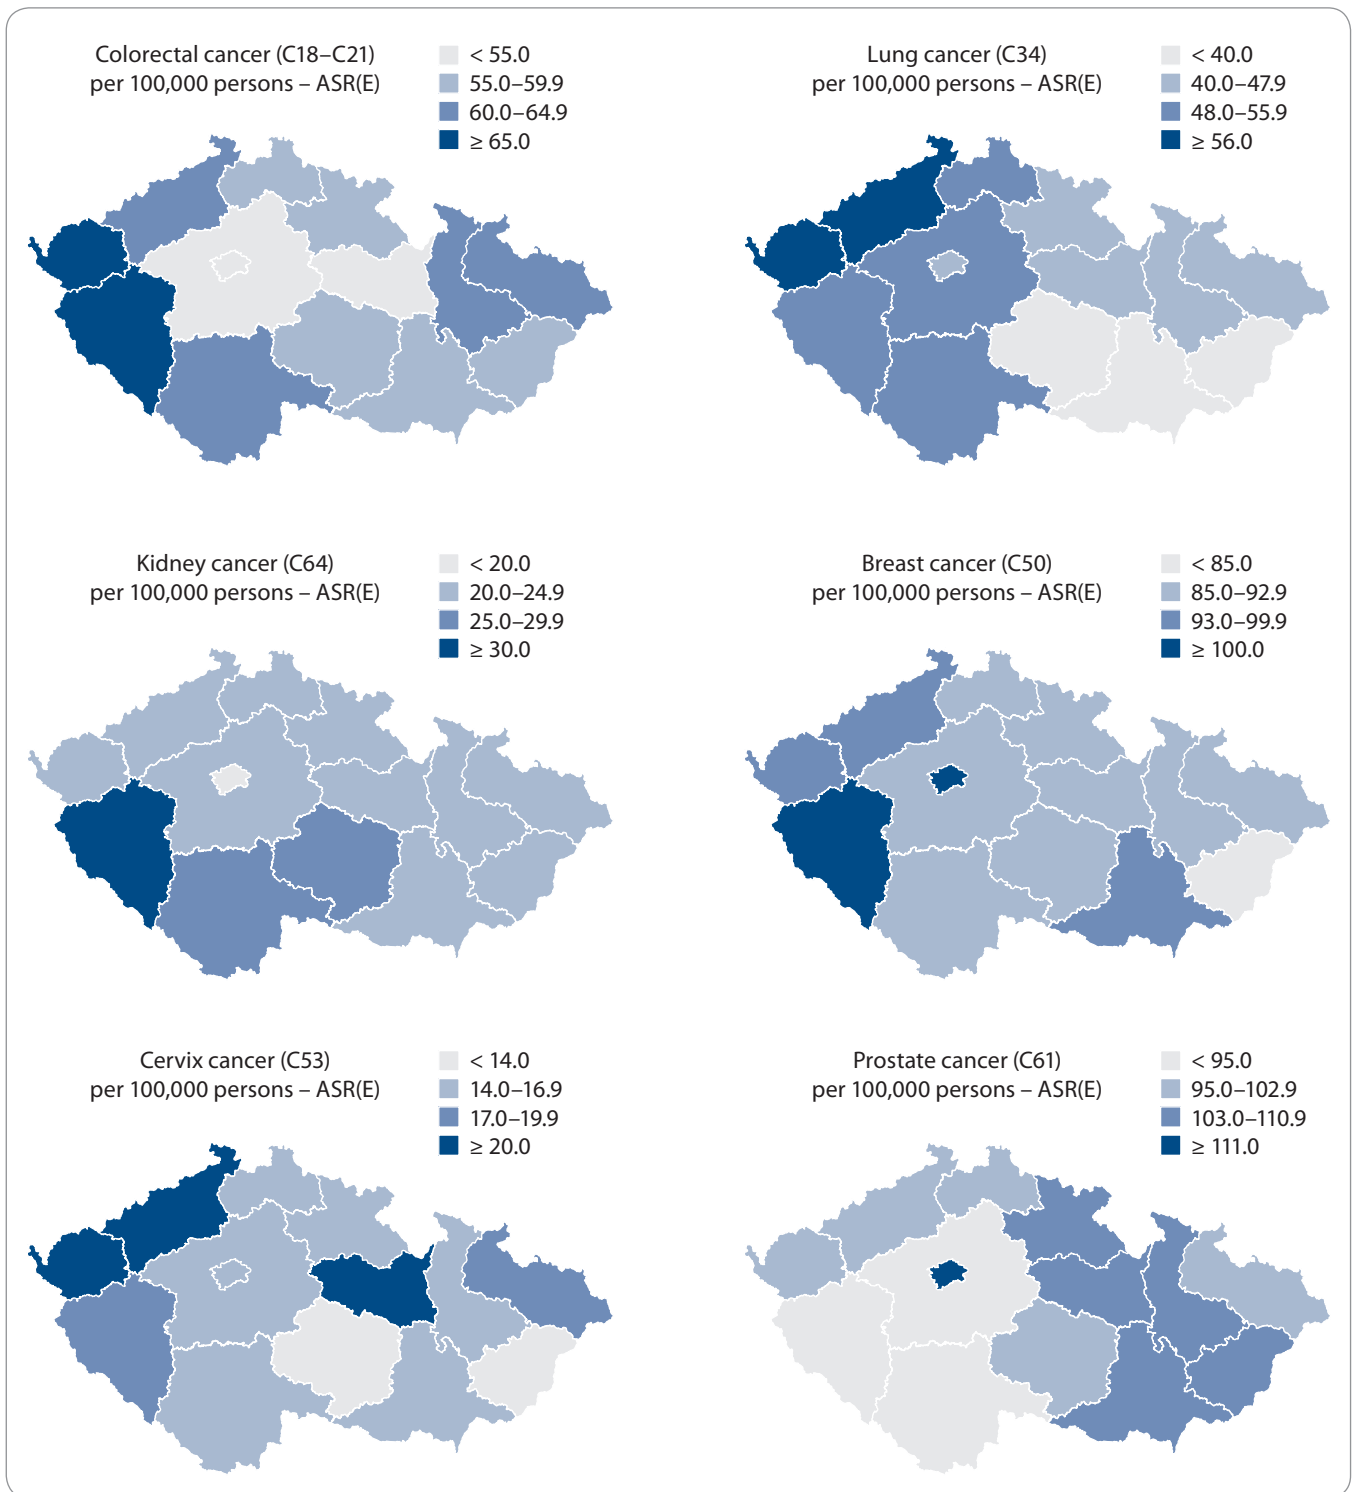 Colorectal cancer (C18–C21)
per 100,000 persons – ASR(E)
< 55.0
55.0–59.9
60.0–64.9
≥ 65.0
Lung cancer (C34)
per 100,000 persons – ASR(E)
< 40.0
40.0–47.9
48.0–55.9
≥ 56.0
Kidney cancer (C64)
per 100,000 persons – ASR(E)
< 20.0
20.0–24.9
25.0–29.9
≥ 30.0
Breast cancer (C50)
per 100,000 persons – ASR(E)
< 85.0
85.0–92.9
93.0–99.9
≥ 100.0
Cervix cancer (C53)
per 100,000 persons – ASR(E)
< 14.0
14.0–16.9
17.0–19.9
≥ 20.0
Prostate cancer (C61)
per 100,000 persons – ASR(E)
< 95.0
95.0–102.9
103.0–110.9
≥ 111.0